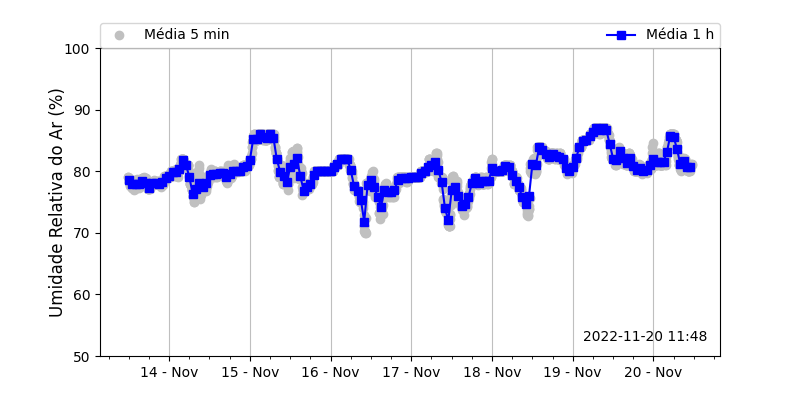 Média 5 min Média 1 h
Umidade Relativa do Ar (%)
100
90
80
70
60
50
2022-11-20 11:48
14 - Nov 15 - Nov 16 - Nov 17 - Nov 18 - Nov 19 - Nov 20 - Nov